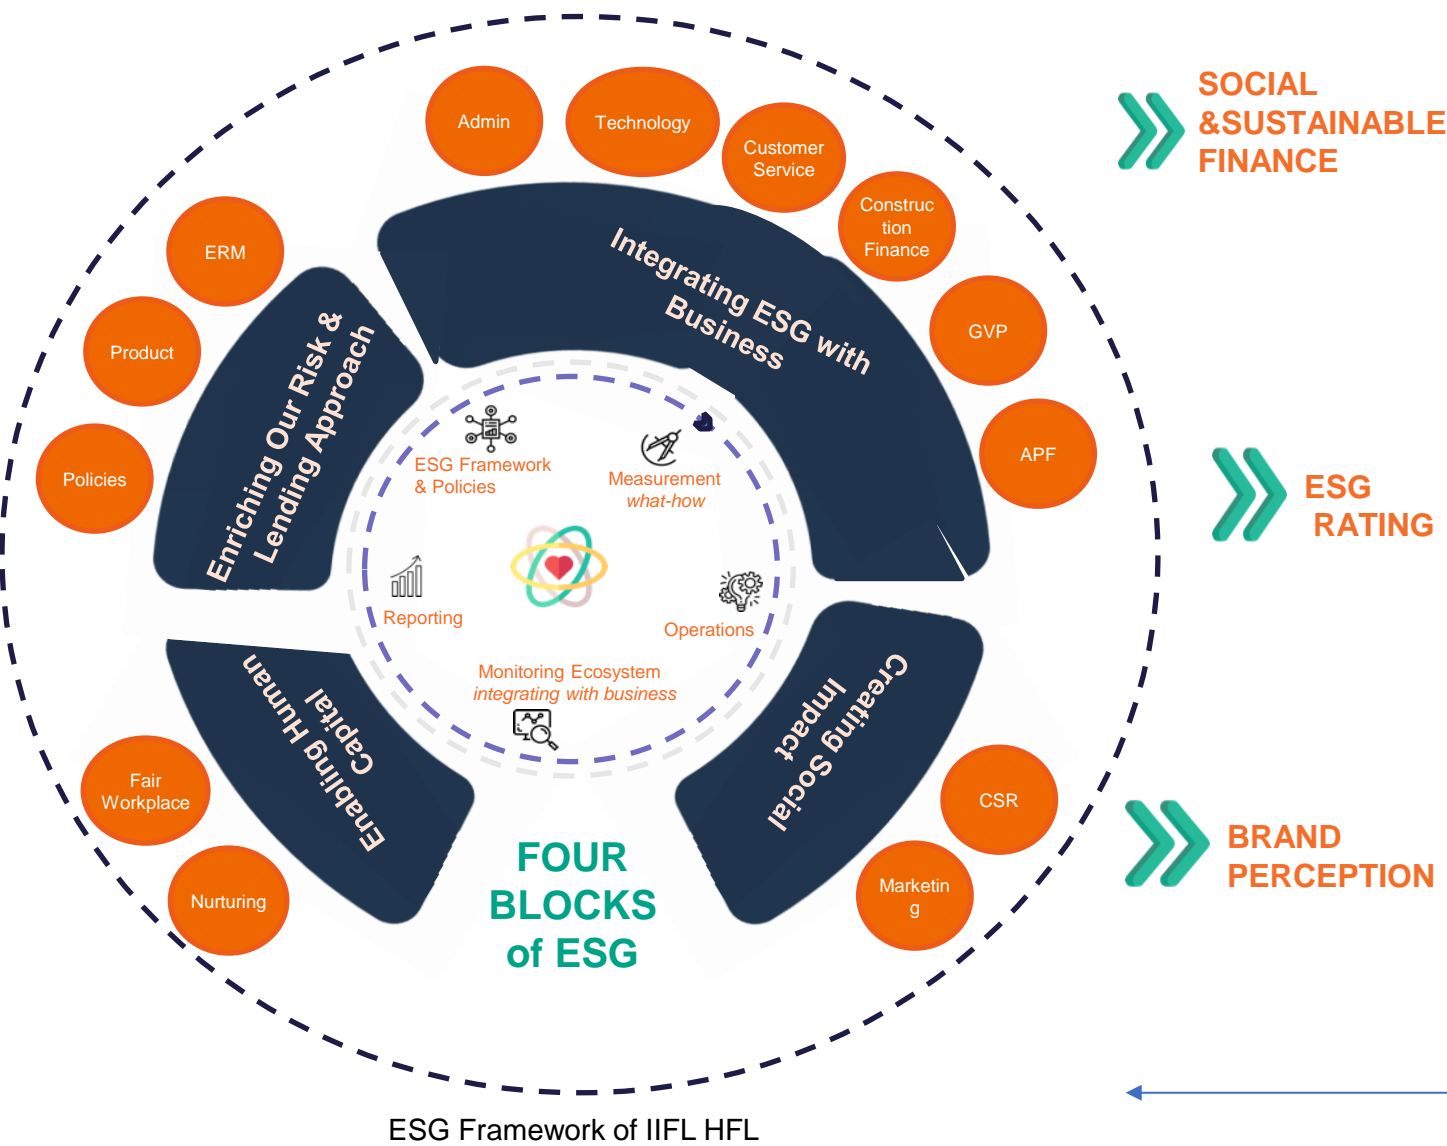 SOCIAL
&SUSTAINABLE
FINANCE
Admin
Technology
Customer
Service
Construc
tion
Finance
GVP
APF
ERM
Product
Policies
Integrating ESG with
Business
Enriching Our Risk &
Lending Approach
ESG Framework
& Policies
Measurement
what-how
Reporting
Operations
Monitoring Ecosystem
integrating with business
ESG
RATING
Enabling Human
Capital
Creating Social
Impact
Fair
Workplace
Nurturing
CSR
Marketin
g
FOUR
BLOCKS
of ESG
BRAND
PERCEPTION
ESG Framework of IIFL HFL